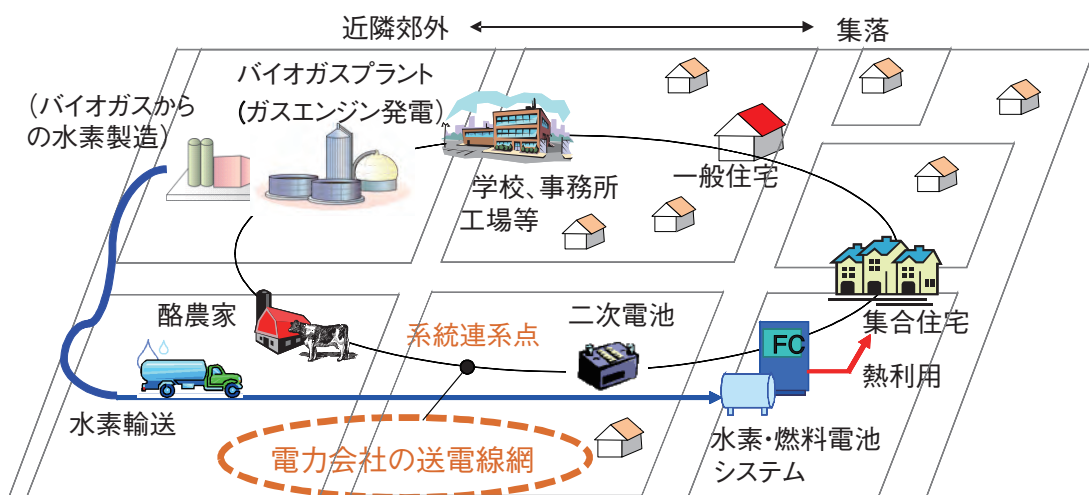 近隣郊外
集落
バイオガスプラント
(ガスエンジン発電)
（バイオガスから
の水素製造）
学校、事務所
工場等
一般住宅
酪農家
系統連系点
二次電池
FC
集合住宅
熱利用
水素輸送
電力会社の送電線網
水素・燃料電池
システム